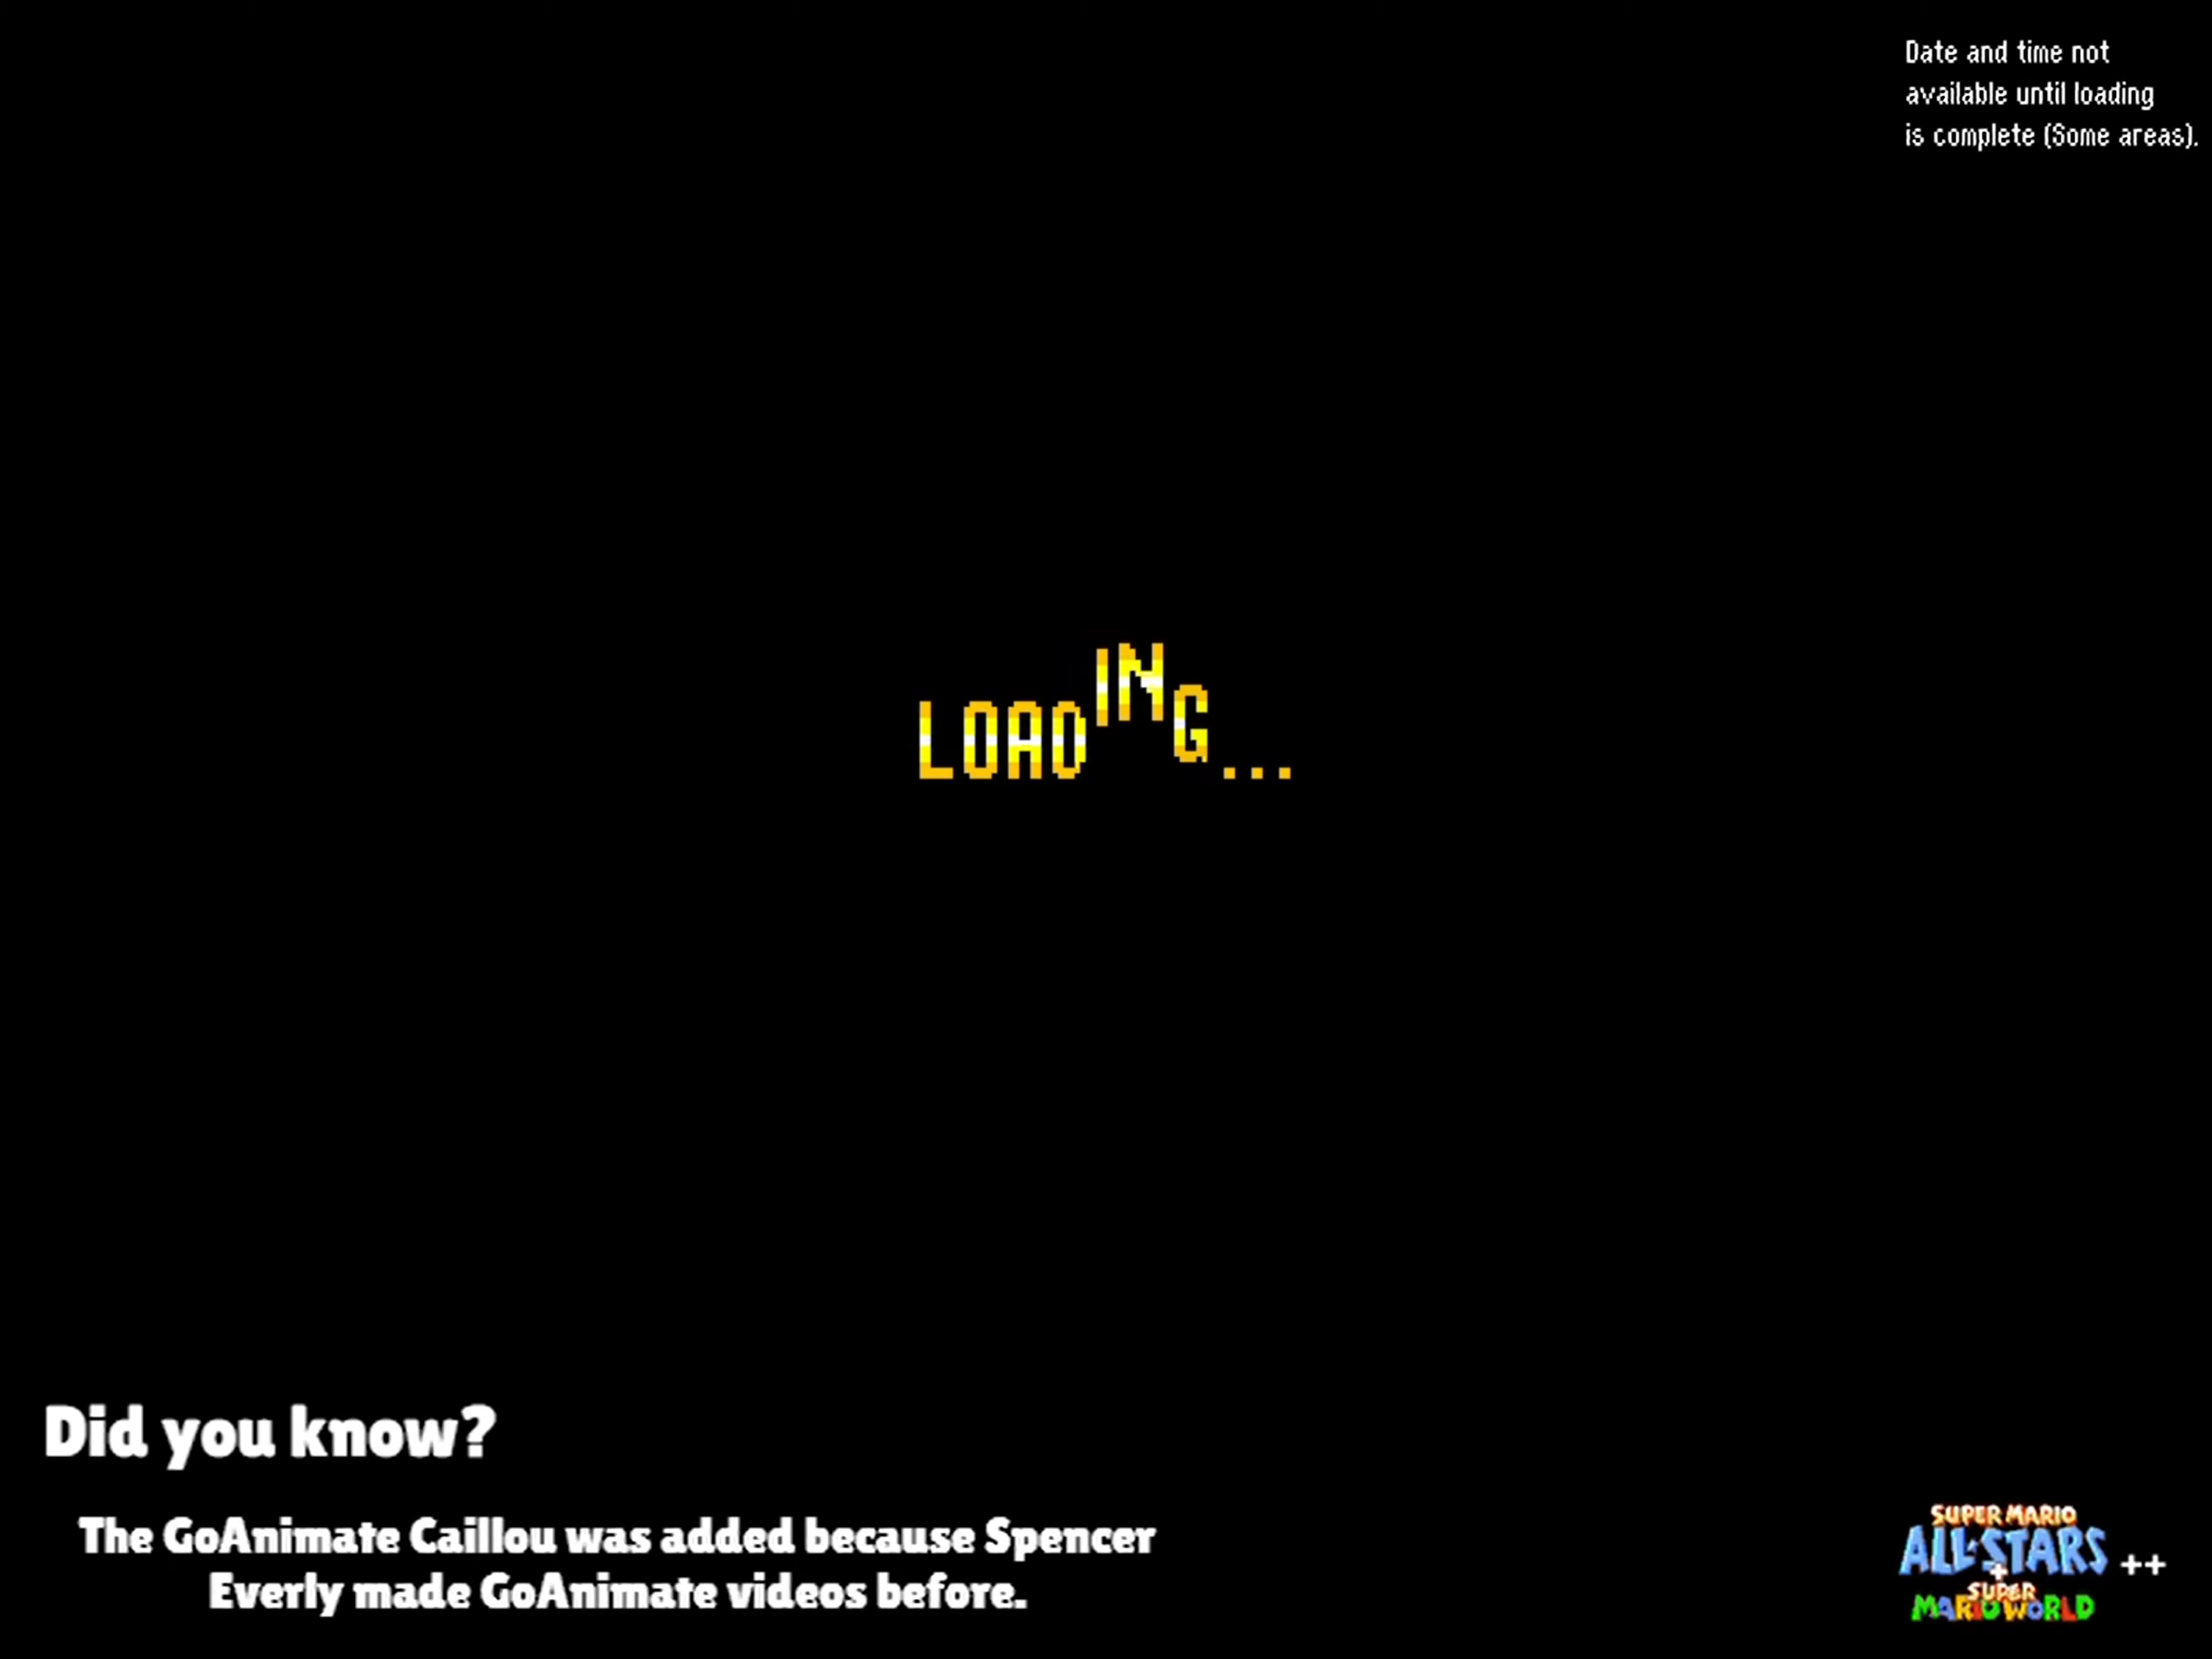 Date and time not
available until loading
is complete (Some areas).
LOADING...
Did you know?
The GoAnimate Caillou was added because Spencer
Everly made GoAnimate videos before.
SUPER MARIO
ALL-STARS ++
+
SUPER
MARIO WORLD